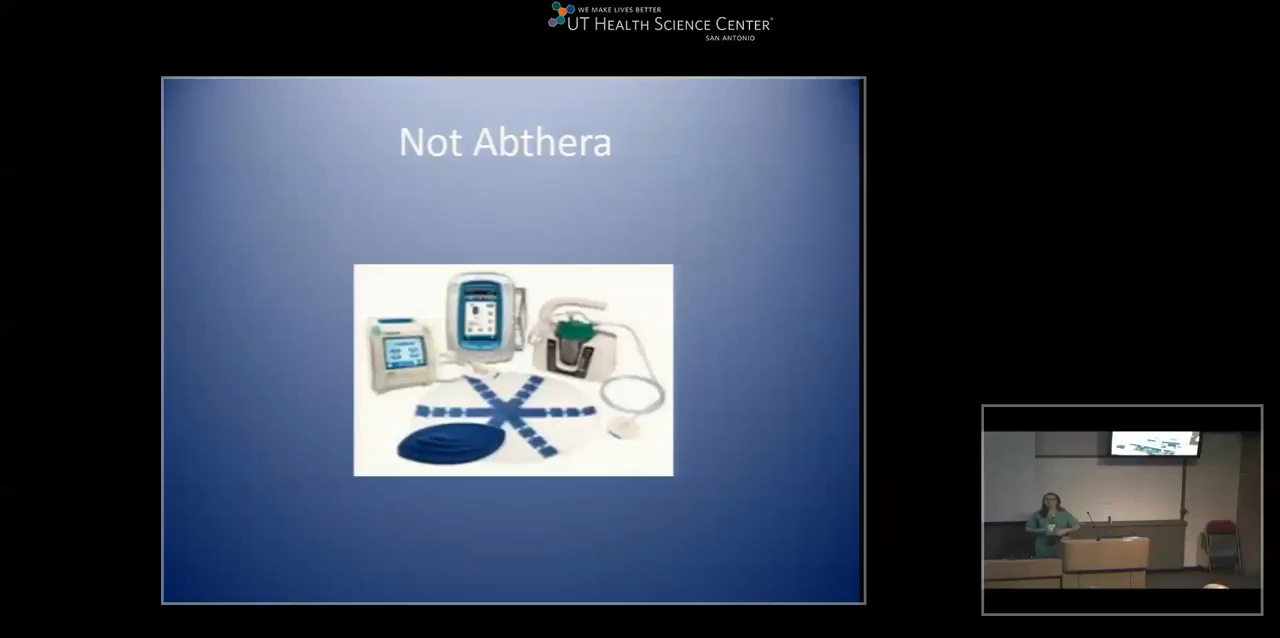 WE MAKE LIVES BETTER
UT HEALTH SCIENCE CENTER®
SAN ANTONIO
Not Abthera